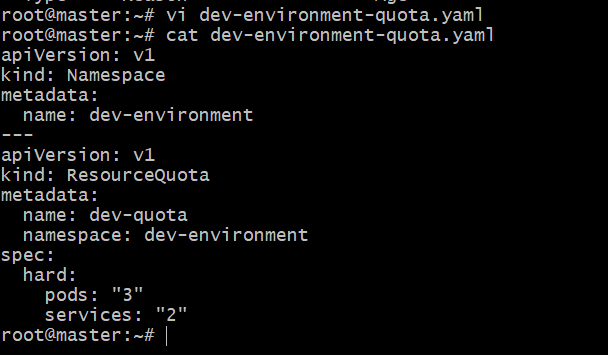 root@master:~# vi dev-environment-quota.yaml
root@master:~# cat dev-environment-quota.yaml
apiVersion: v1
kind: Namespace
metadata:
  name: dev-environment
---
apiVersion: v1
kind: ResourceQuota
metadata:
  name: dev-quota
  namespace: dev-environment
spec:
  hard:
    pods: "3"
    services: "2"
root@master:~#